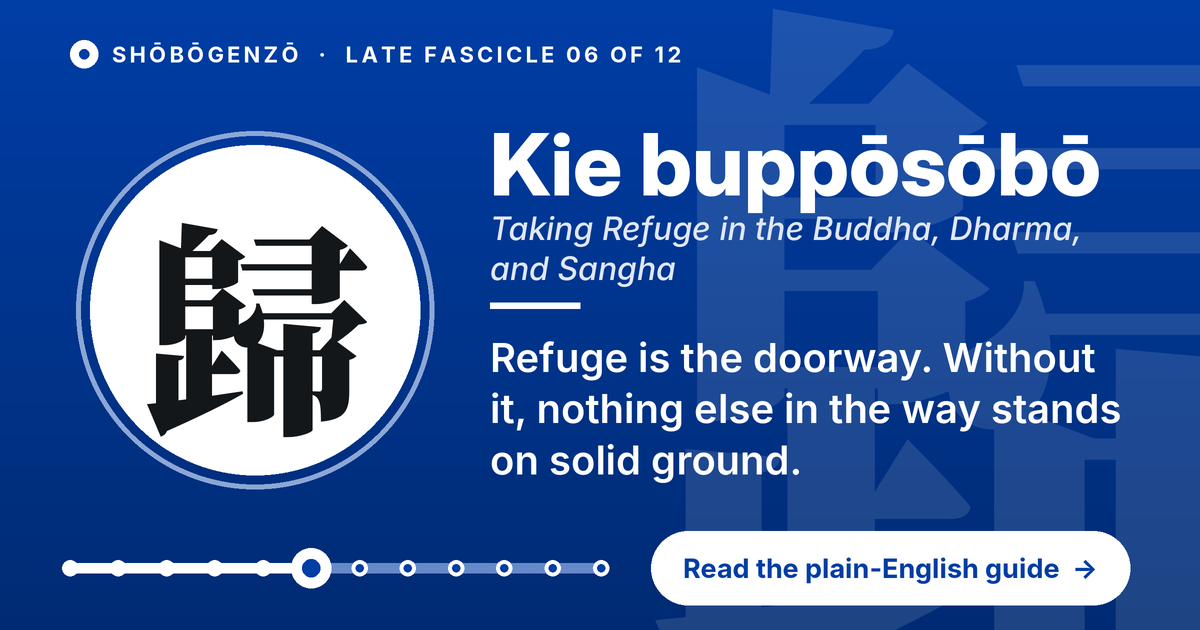 SHŌBŌGENZŌ · LATE FASCICLE 06 OF 12
歸
Kie buppōsōbō
Taking Refuge in the Buddha, Dharma,
and Sangha
Refuge is the doorway. Without
it, nothing else in the way stands
on solid ground.
Read the plain-English guide →